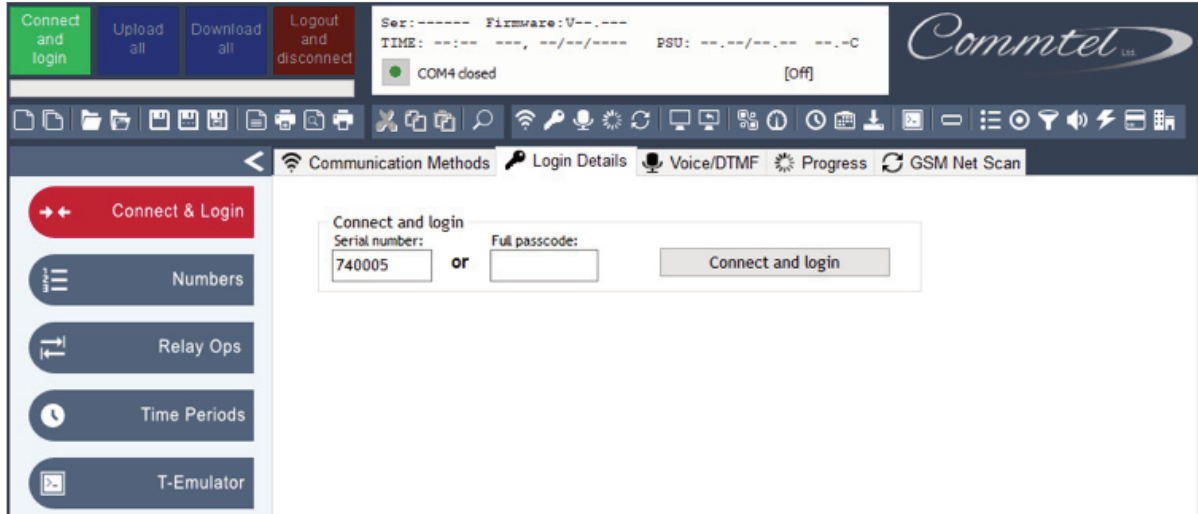 Connect
and
login
Upload
all
Download
all
Logout
and
disconnect
Ser:------ Firmware:V--.---
TIME: --:-- ---, --/--/---- PSU: --.--/--.-- --.-C
COM4 closed [Off]
Commtel Ltd.
Communication Methods Login Details Voice/DTMF Progress GSM Net Scan
Connect & Login
Numbers
Relay Ops
Time Periods
T-Emulator
Connect and login
Serial number: Full passcode:
740005 or Connect and login